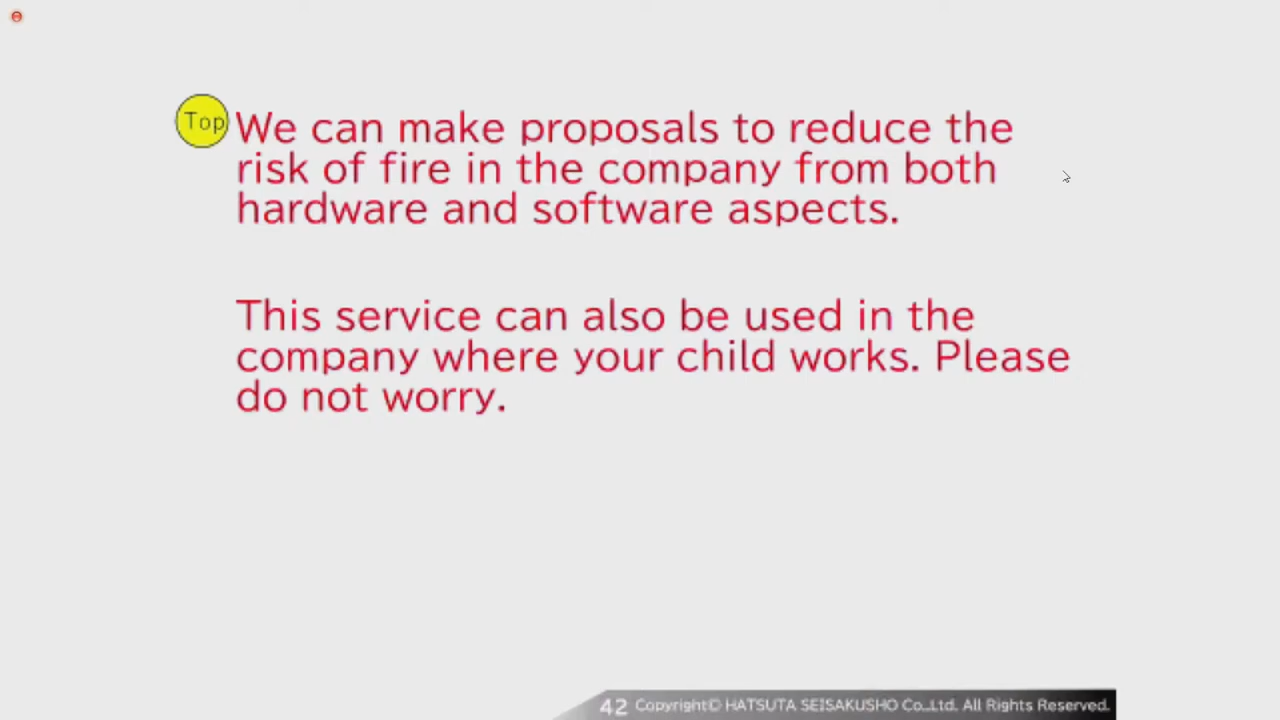 Top
We can make proposals to reduce the
risk of fire in the company from both
hardware and software aspects.
This service can also be used in the
company where your child works. Please
do not worry.
42 Copyright© HATSUTA SEISAKUSHO Co.,Ltd. All Rights Reserved.